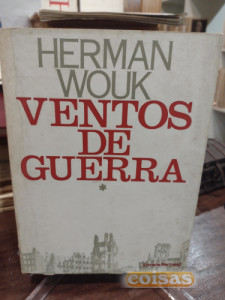 HERMAN
WOUK
VENTOS
DE
GUERRA
*
coisas